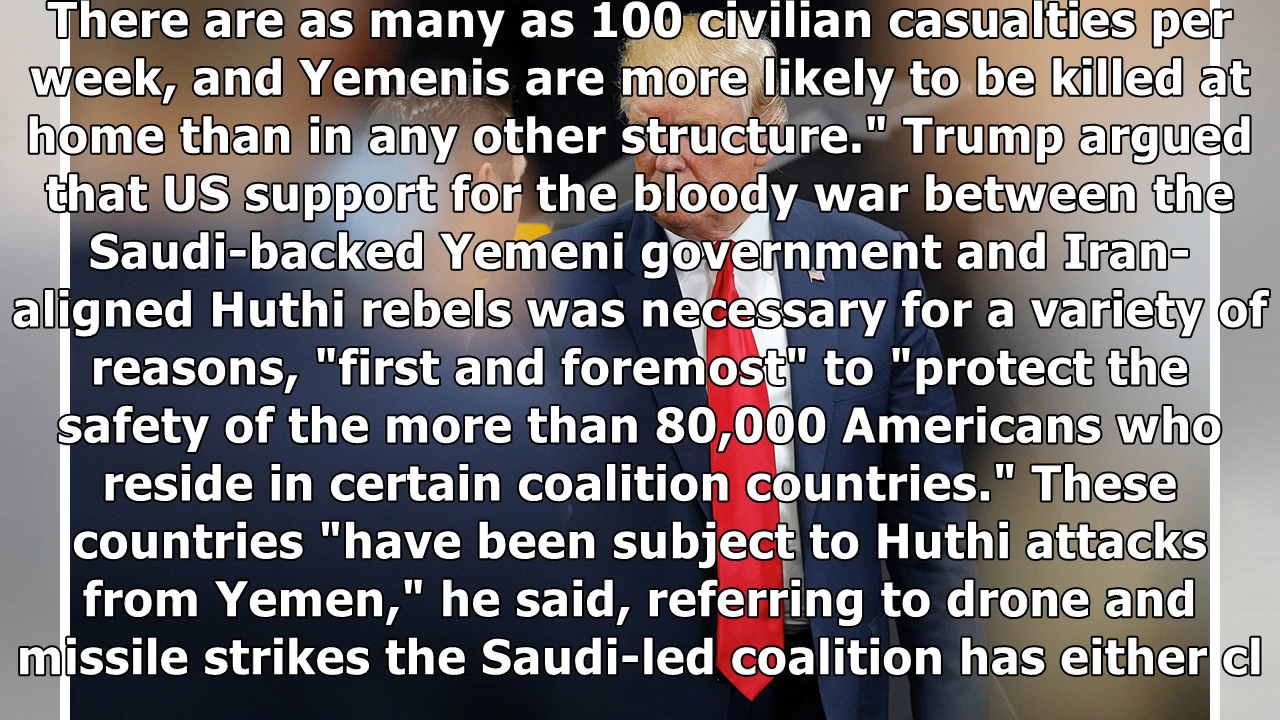 There are as many as 100 civilian casualties per
week, and Yemenis are more likely to be killed at
home than in any other structure." Trump argued
that US support for the bloody war between the
Saudi-backed Yemeni government and Iran-
aligned Huthi rebels was necessary for a variety of
reasons, "first and foremost" to "protect the
safety of the more than 80,000 Americans who
reside in certain coalition countries." These
countries "have been subject to Huthi attacks
from Yemen," he said, referring to drone and
missile strikes the Saudi-led coalition has either cl